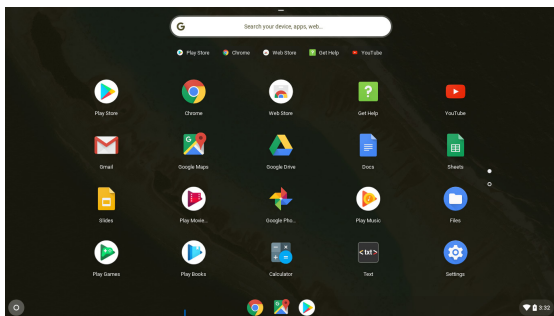 G Search your device, apps, web...
Play Store Chrome Web Store ? Get Help YouTube
?
Play Store Chrome Web Store Get Help YouTube
G
Gmail Google Maps Google Drive Docs Sheets
Slides Play Movie... Google Pho... Play Music Files
<txt>
Play Games Play Books Calculator Text Settings
3:32